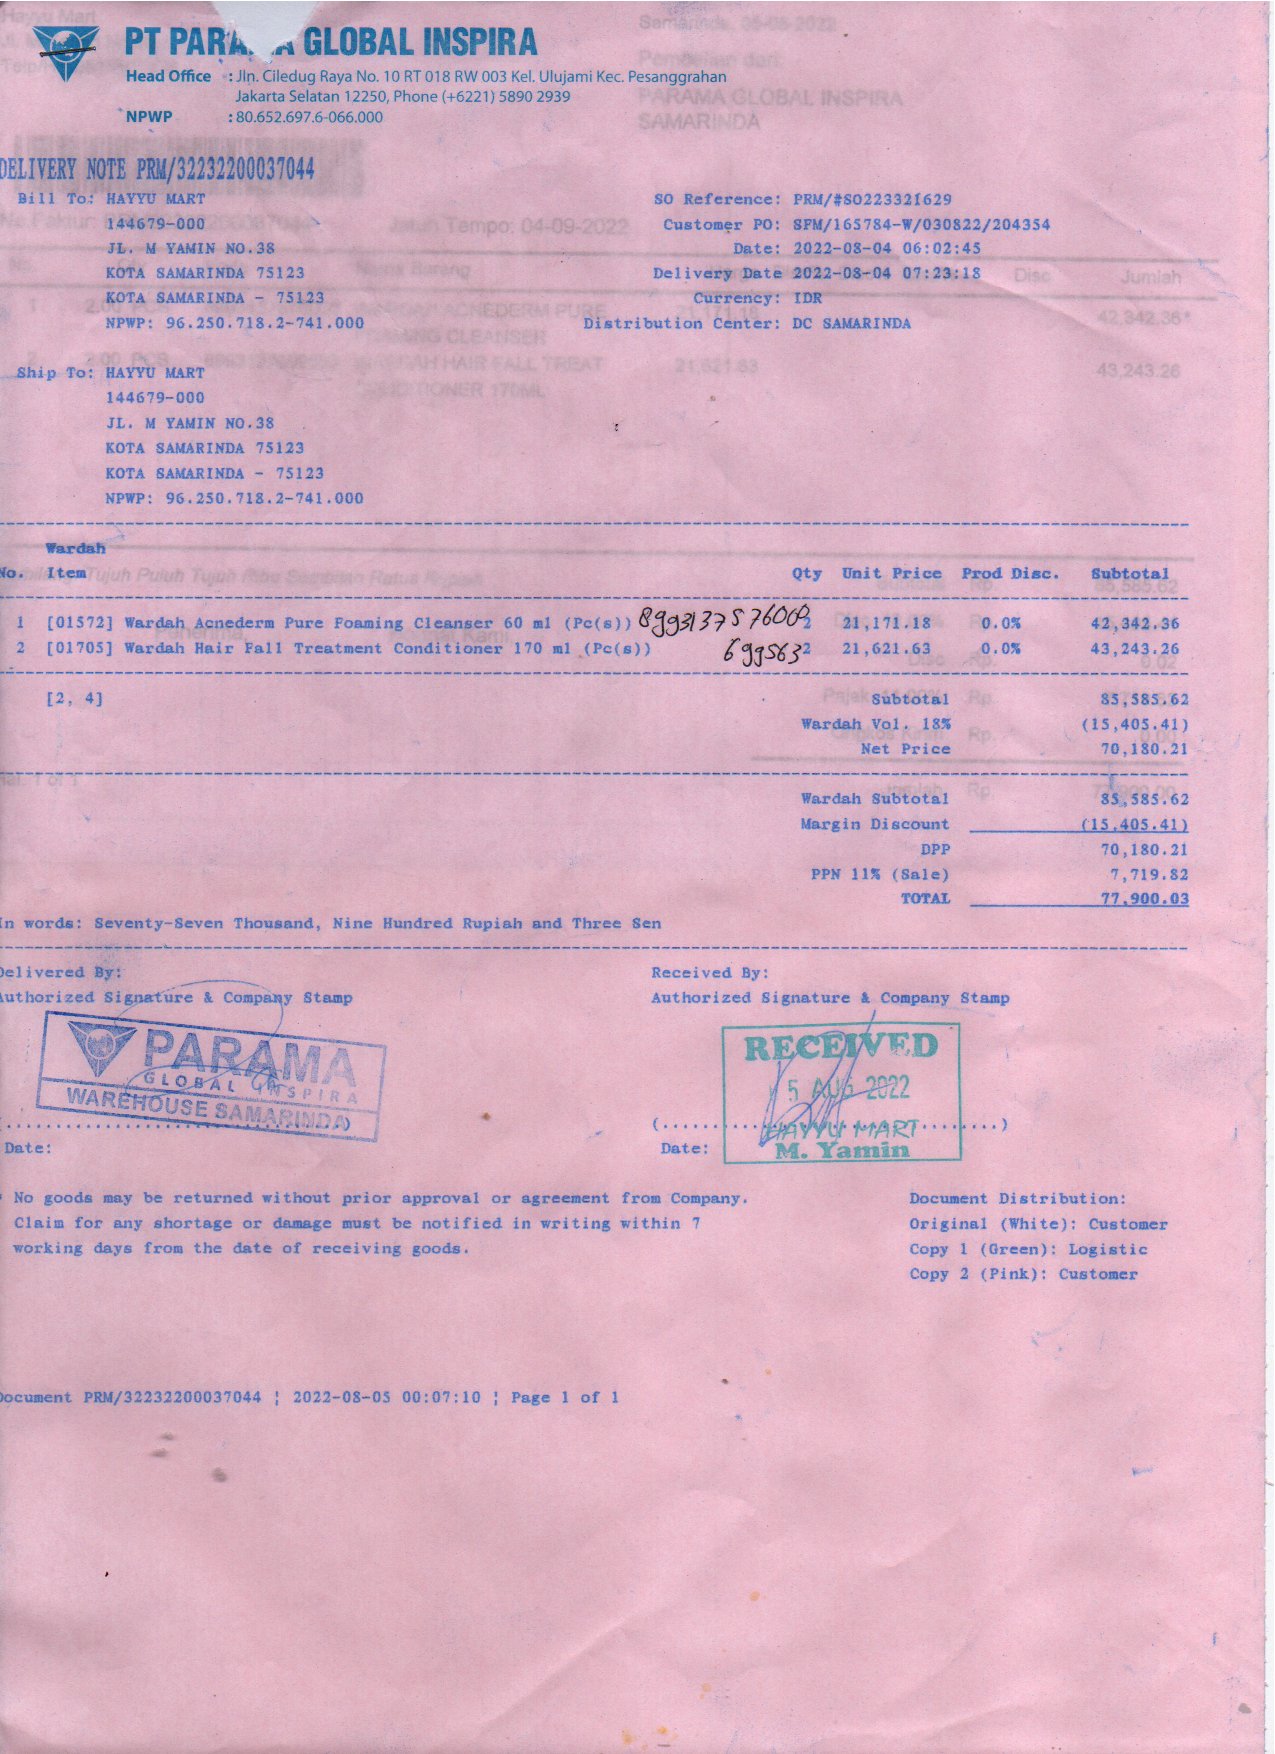 PT PARAMA GLOBAL INSPIRA
Head Office : Jln. Ciledug Raya No. 10 RT 018 RW 003 Kel. Ulujami Kec. Pesanggrahan
Jakarta Selatan 12250, Phone (+6221) 5890 2939
NPWP : 80.652.697.6-066.000
DELIVERY NOTE PRM/32232200037044
Bill To: HAYYU MART SO Reference: PRM/#SO223321629
144679-000 Customer PO: SFM/165784-W/030822/204354
JL. M YAMIN NO.38 Date: 2022-08-04 06:02:45
KOTA SAMARINDA 75123 Delivery Date 2022-08-04 07:23:18
KOTA SAMARINDA - 75123 Currency: IDR
NPWP: 96.250.718.2-741.000 Distribution Center: DC SAMARINDA
Ship To: HAYYU MART
144679-000
JL. M YAMIN NO.38
KOTA SAMARINDA 75123
KOTA SAMARINDA - 75123
NPWP: 96.250.718.2-741.000
Wardah
No. Item Qty Unit Price Prod Disc. Subtotal
1 [01572] Wardah Acnederm Pure Foaming Cleanser 60 ml (Pc(s)) 2 21,171.18 0.0% 42,342.36
2 [01705] Wardah Hair Fall Treatment Conditioner 170 ml (Pc(s)) 699563 2 21,621.63 0.0% 43,243.26
[2, 4] Subtotal 85,585.62
Wardah Vol. 18% (15,405.41)
Net Price 70,180.21
Wardah Subtotal 85,585.62
Margin Discount (15,405.41)
DPP 70,180.21
PPN 11% (Sale) 7,719.82
TOTAL 77,900.03
In words: Seventy-Seven Thousand, Nine Hundred Rupiah and Three Sen
Delivered By: Received By:
Authorized Signature & Company Stamp Authorized Signature & Company Stamp
PARAMA
GLOBAL INSPIRA
WAREHOUSE SAMARINDA
RECEIVED
5 AUG 2022
HAYYU MART
M. Yamin
Date: Date:
* No goods may be returned without prior approval or agreement from Company. Document Distribution:
Claim for any shortage or damage must be notified in writing within 7 Original (White): Customer
working days from the date of receiving goods. Copy 1 (Green): Logistic
Copy 2 (Pink): Customer
Document PRM/32232200037044 ¦ 2022-08-05 00:07:10 ¦ Page 1 of 1